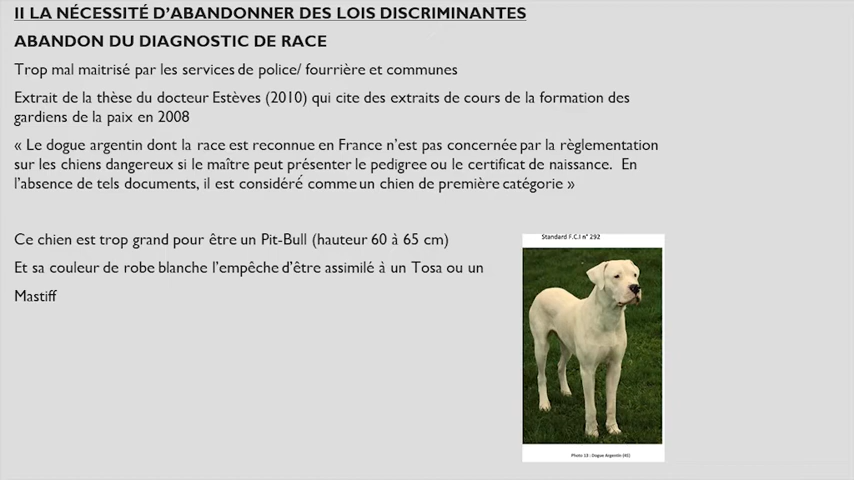 II LA NÉCESSITÉ D'ABANDONNER DES LOIS DISCRIMINANTES
ABANDON DU DIAGNOSTIC DE RACE
Trop mal maitrisé par les services de police/ fourrière et communes
Extrait de la thèse du docteur Estèves (2010) qui cite des extraits de cours de la formation des
gardiens de la paix en 2008
« Le dogue argentin dont la race est reconnue en France n'est pas concernée par la règlementation
sur les chiens dangereux si le maître peut présenter le pedigree ou le certificat de naissance. En
l'absence de tels documents, il est considéré comme un chien de première catégorie »
Ce chien est trop grand pour être un Pit-Bull (hauteur 60 à 65 cm)
Et sa couleur de robe blanche l'empêche d'être assimilé à un Tosa ou un
Mastiff
Standard F.C.I n° 292
Photo 13 : Dogue Argentin (40)